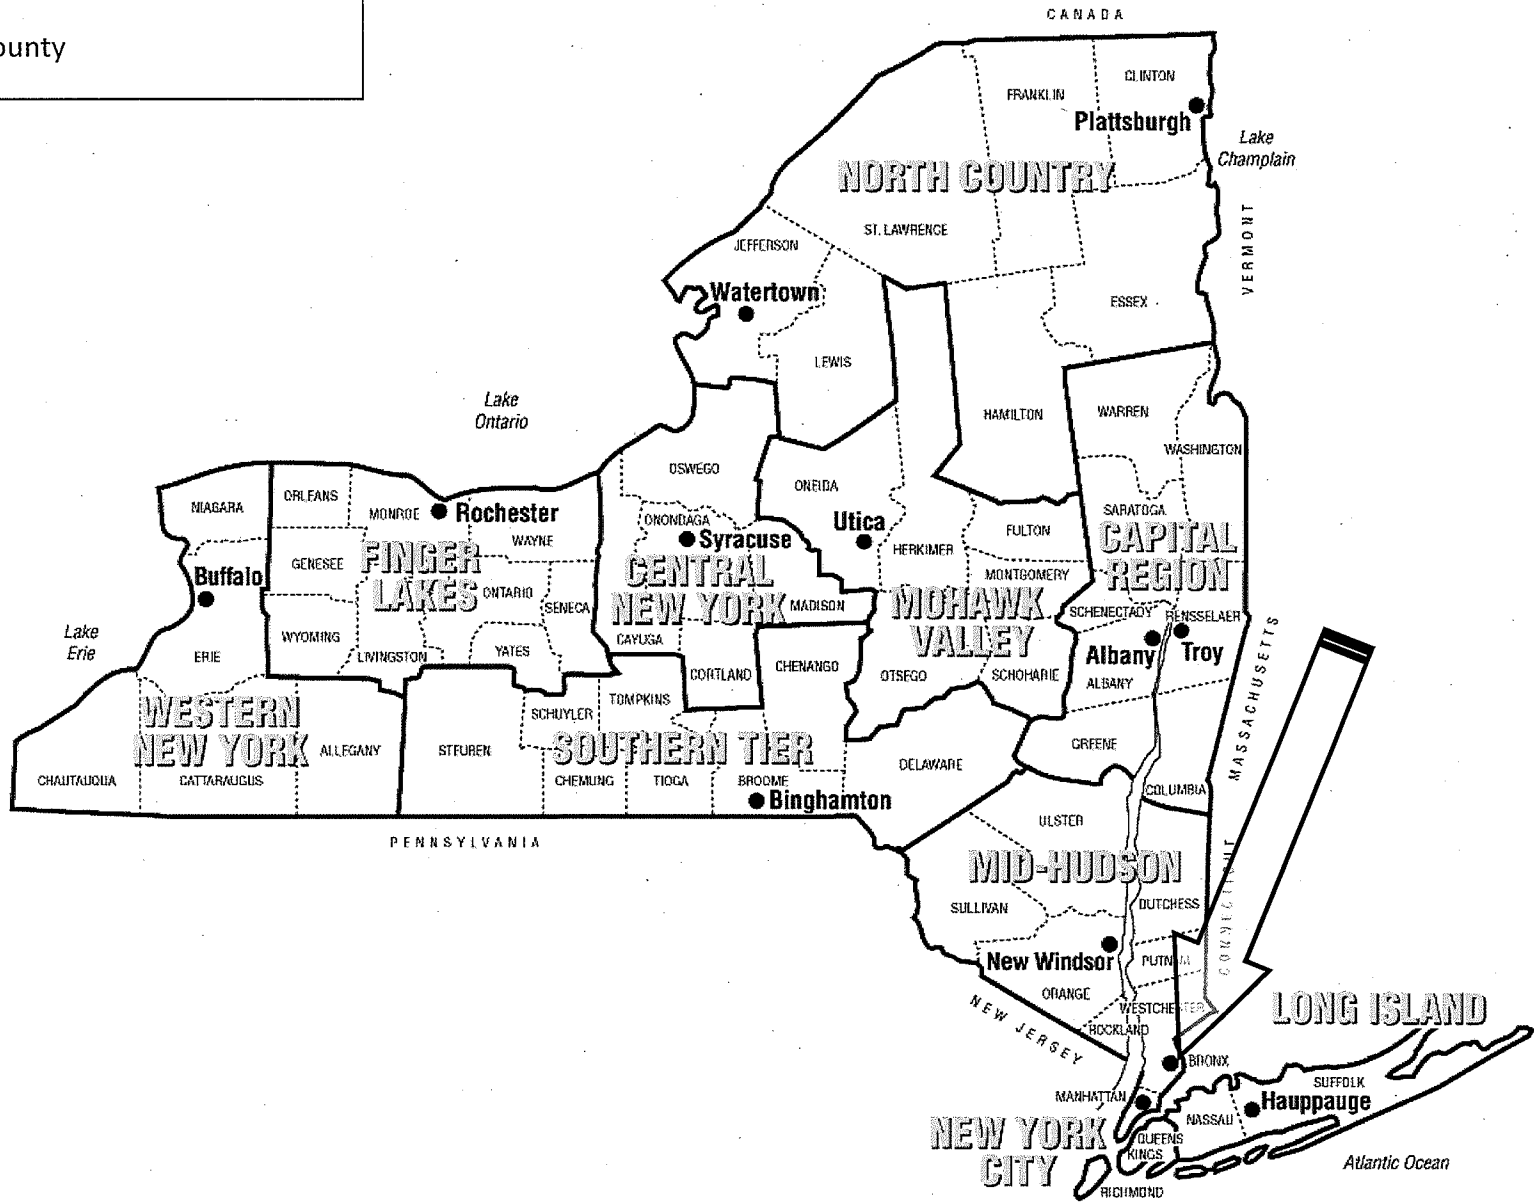 ounty
CANADA
CLINTON
FRANKLIN
Plattsburgh
Lake
Champlain
NORTH COUNTRY
VERMONT
ST. LAWRENCE
JEFFERSON
Watertown
ESSEX
LEWIS
Lake
Ontario
HAMILTON
WARREN
WASHINGTON
OSWEGO
ONEIDA
NIAGARA
ORLEANS
MONROE
Rochester
WAYNE
ONONDAGA
Syracuse
Utica
HERKIMER
FULTON
SARATOGA
CAPITAL
REGION
GENESEE
FINGER
LAKES
ONTARIO
SENECA
CENTRAL
NEW YORK
MADISON
MONTGOMERY
MOHAWK
VALLEY
SCHENECTADY
RENSSELAER
Buffalo
Lake
Erie
ERIE
WYOMING
LIVINGSTON
YATES
CAYUGA
CORTLAND
CHENANGO
OTSEGO
SCHOHARIE
Albany
Troy
ALBANY
MASSACHUSETTS
WESTERN
NEW YORK
ALLEGANY
CHAUTAUQUA
CATTARAUGUS
STEUBEN
SCHUYLER
TOMPKINS
SOUTHERN TIER
CHEMUNG
TIOGA
BROOME
Binghamton
DELAWARE
GREENE
COLUMBIA
PENNSYLVANIA
ULSTER
MID-HUDSON
SULLIVAN
DUTCHESS
CONNECTICUT
New Windsor
PUTNAM
ORANGE
WESTCHESTER
ROCKLAND
NEW JERSEY
LONG ISLAND
BRONX
SUFFOLK
MANHATTAN
Hauppauge
NASSAU
NEW YORK
CITY
QUEENS
KINGS
RICHMOND
Atlantic Ocean